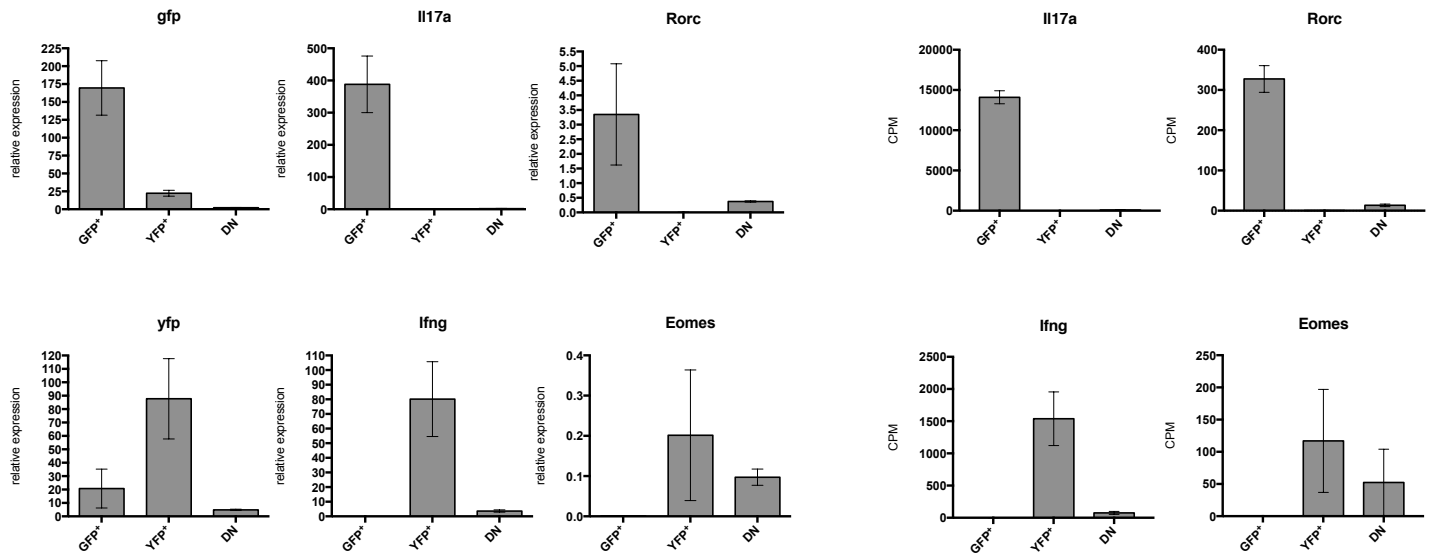 gfp
relative expression
225
200
175
150
125
100
75
50
25
0
GFP⁺
YFP⁺
DN
Il17a
relative expression
500
400
300
200
100
0
GFP⁺
YFP⁺
DN
Rorc
relative expression
5.5
5.0
4.5
4.0
3.5
3.0
2.5
2.0
1.5
1.0
0.5
0.0
GFP⁺
YFP⁺
DN
Il17a
CPM
20000
15000
10000
5000
0
GFP⁺
YFP⁺
DN
Rorc
CPM
400
300
200
100
0
GFP⁺
YFP⁺
DN
yfp
relative expression
120
110
100
90
80
70
60
50
40
30
20
10
0
GFP⁺
YFP⁺
DN
Ifng
relative expression
110
100
90
80
70
60
50
40
30
20
10
0
GFP⁺
YFP⁺
DN
Eomes
relative expression
0.4
0.3
0.2
0.1
0.0
GFP⁺
YFP⁺
DN
Ifng
CPM
2500
2000
1500
1000
500
0
GFP⁺
YFP⁺
DN
Eomes
CPM
250
200
150
100
50
0
GFP⁺
YFP⁺
DN